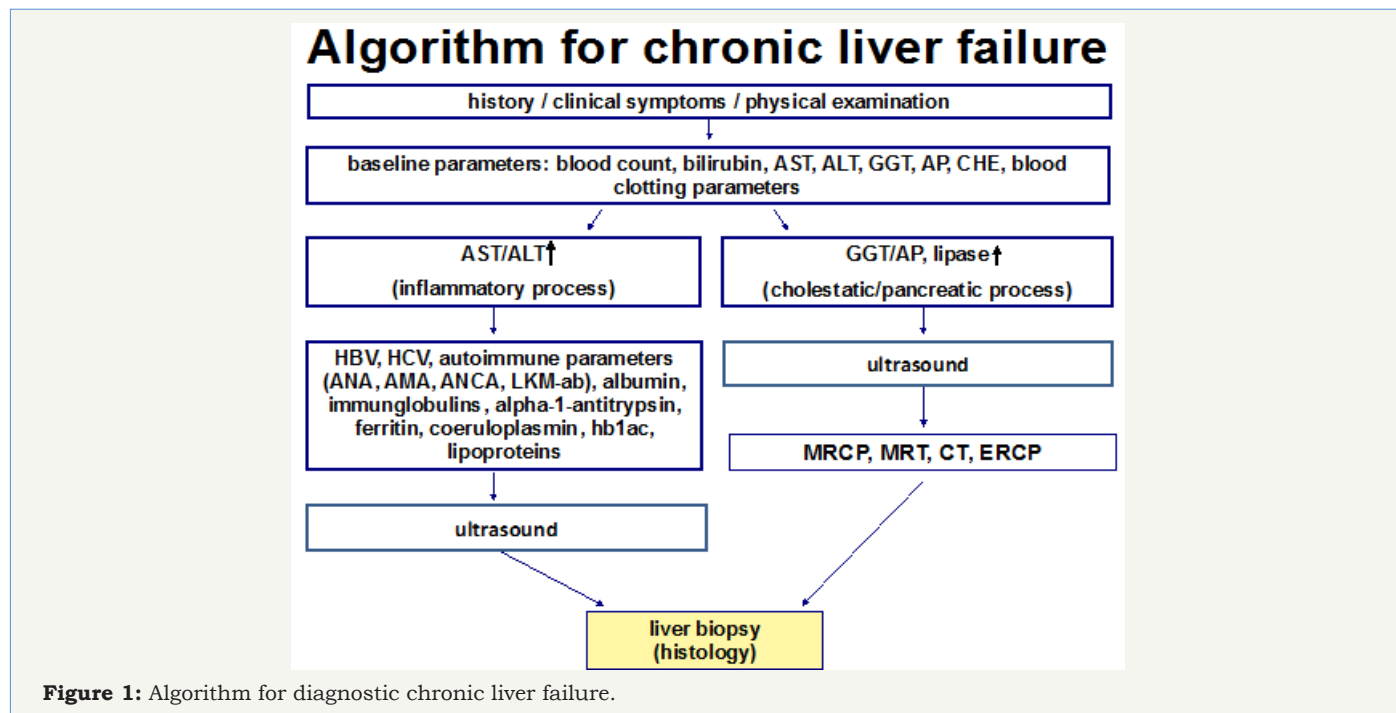 Algorithm for chronic liver failure
history / clinical symptoms / physical examination
baseline parameters: blood count, bilirubin, AST, ALT, GGT, AP, CHE, blood
clotting parameters
AST/ALT↑
(inflammatory process)
GGT/AP, lipase↑
(cholestatic/pancreatic process)
HBV, HCV, autoimmune parameters
(ANA, AMA, ANCA, LKM-ab), albumin,
immunglobulins, alpha-1-antitrypsin,
ferritin, coeruloplasmin, hb1ac,
lipoproteins
ultrasound
MRCP, MRT, CT, ERCP
ultrasound
liver biopsy
(histology)
Figure 1: Algorithm for diagnostic chronic liver failure.